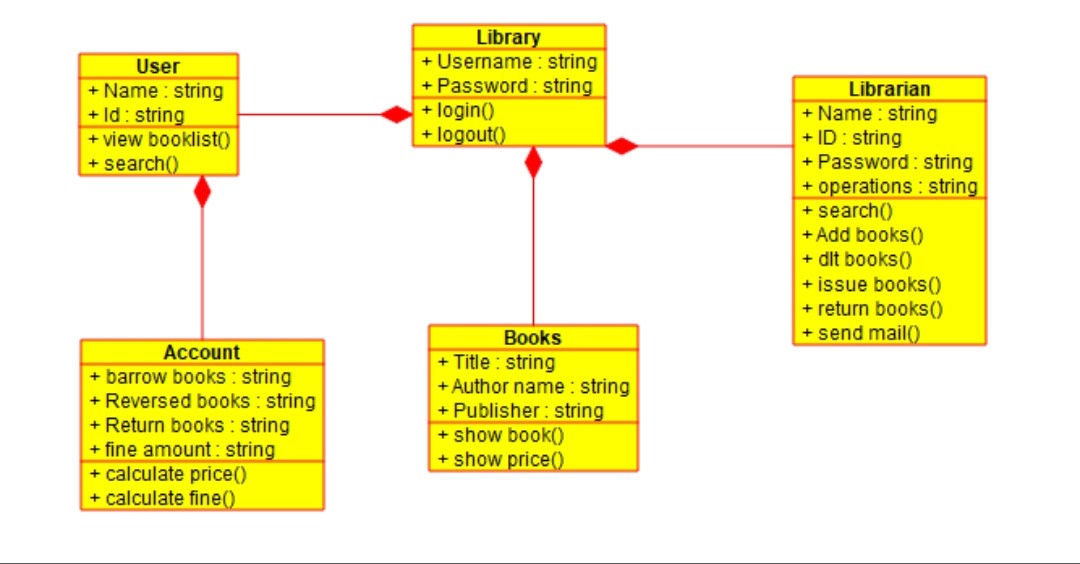 User
+ Name : string
+ Id : string
+ view booklist()
+ search()
Library
+ Username : string
+ Password : string
+ login()
+ logout()
Librarian
+ Name : string
+ ID : string
+ Password : string
+ operations : string
+ search()
+ Add books()
+ dlt books()
+ issue books()
+ return books()
+ send mail()
Account
+ barrow books : string
+ Reversed books : string
+ Return books : string
+ fine amount : string
+ calculate price()
+ calculate fine()
Books
+ Title : string
+ Author name : string
+ Publisher : string
+ show book()
+ show price()